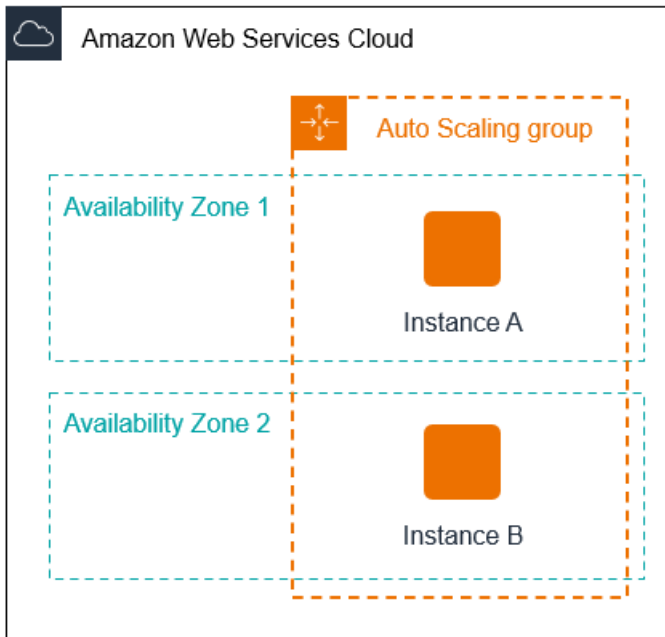 Amazon Web Services Cloud
Auto Scaling group
Availability Zone 1
Instance A
Availability Zone 2
Instance B